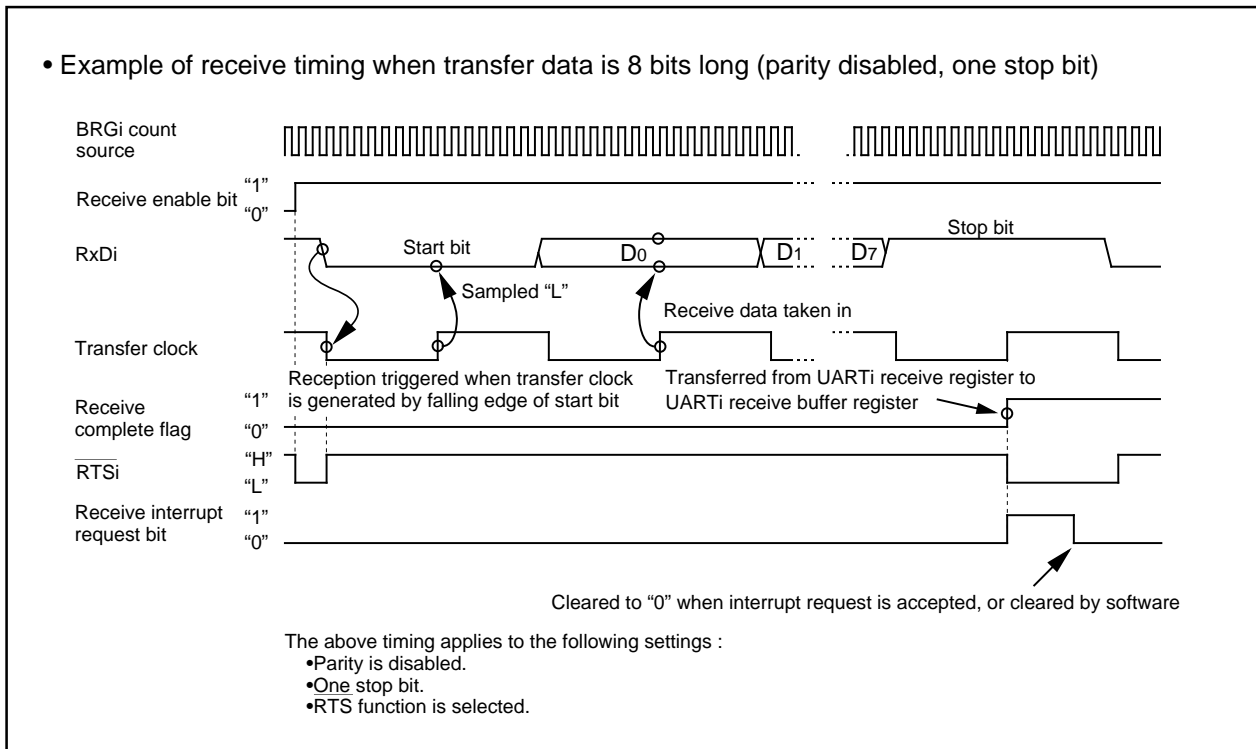 • Example of receive timing when transfer data is 8 bits long (parity disabled, one stop bit)
BRGi count
source
Receive enable bit
“1”
“0”
RxDi
Start bit
D0
D1
D7
Stop bit
Sampled “L”
Receive data taken in
Transfer clock
Reception triggered when transfer clock
is generated by falling edge of start bit
Transferred from UARTi receive register to
UARTi receive buffer register
Receive
complete flag
“1”
“0”
RTSi
“H”
“L”
Receive interrupt
request bit
“1”
“0”
Cleared to “0” when interrupt request is accepted, or cleared by software
The above timing applies to the following settings :
•Parity is disabled.
•One stop bit.
•RTS function is selected.